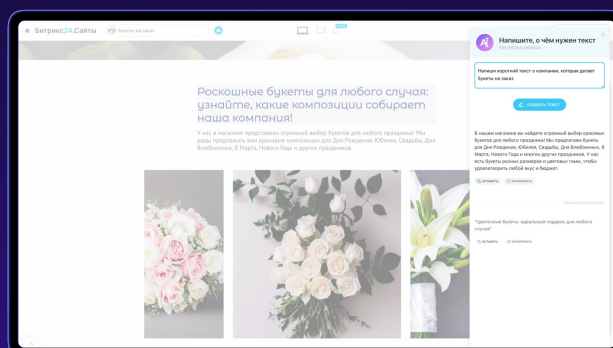 Битрикс24.Сайты
Букеты на заказ
Роскошные букеты для любого случая:
узнайте, какие композиции собирает
наша компания!
У нас в магазине представлен огромный выбор букетов для любого праздника! Мы
рады предложить вам красивые композиции для Дня Рождения, Юбилея, Свадьбы, Дня
Влюбленных, 8 Марта, Нового Года и других праздников.
AI
Напишите, о чём нужен текст
Напиши короткий текст о компании, которая делает
букеты на заказ
СОЗДАТЬ ТЕКСТ
В нашем магазине вы найдете огромный выбор красивых
букетов для любого праздника! Мы предлагаем букеты
для Дня Рождения, Юбилея, Свадьбы, Дня Влюбленных, 8
Марта, Нового Года и многих других праздников. У нас
есть букеты разных размеров и цветовых гамм, чтобы
удовлетворить любой вкус и бюджет.
ВСТАВИТЬ
"Цветочные букеты: идеальный подарок для любого
случая"
ВСТАВИТЬ